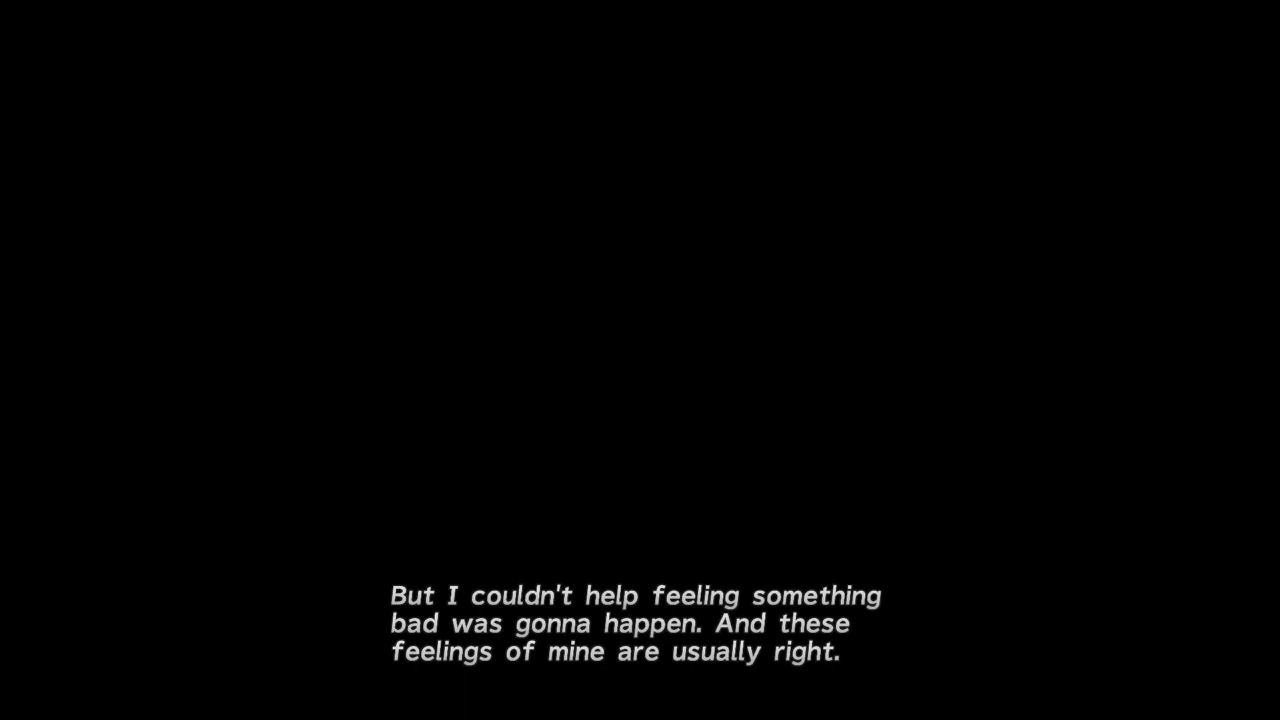 But I couldn't help feeling something
bad was gonna happen. And these
feelings of mine are usually right.